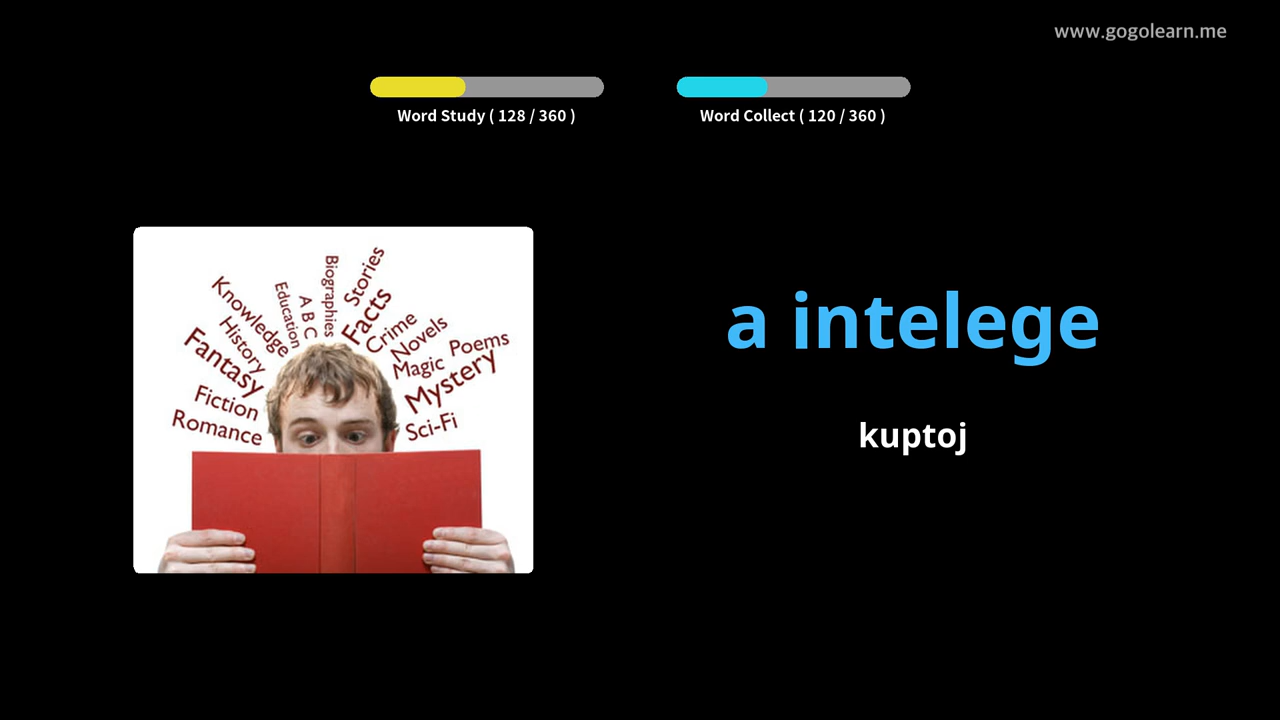 www.gogolearn.me
Word Study ( 128 / 360 )
Word Collect ( 120 / 360 )
Biographies
Stories
Knowledge
Education
A B C
Facts
History
Crime
Novels
Fantasy
Magic
Poems
Mystery
Fiction
Romance
Sci-Fi
a intelege
kuptoj